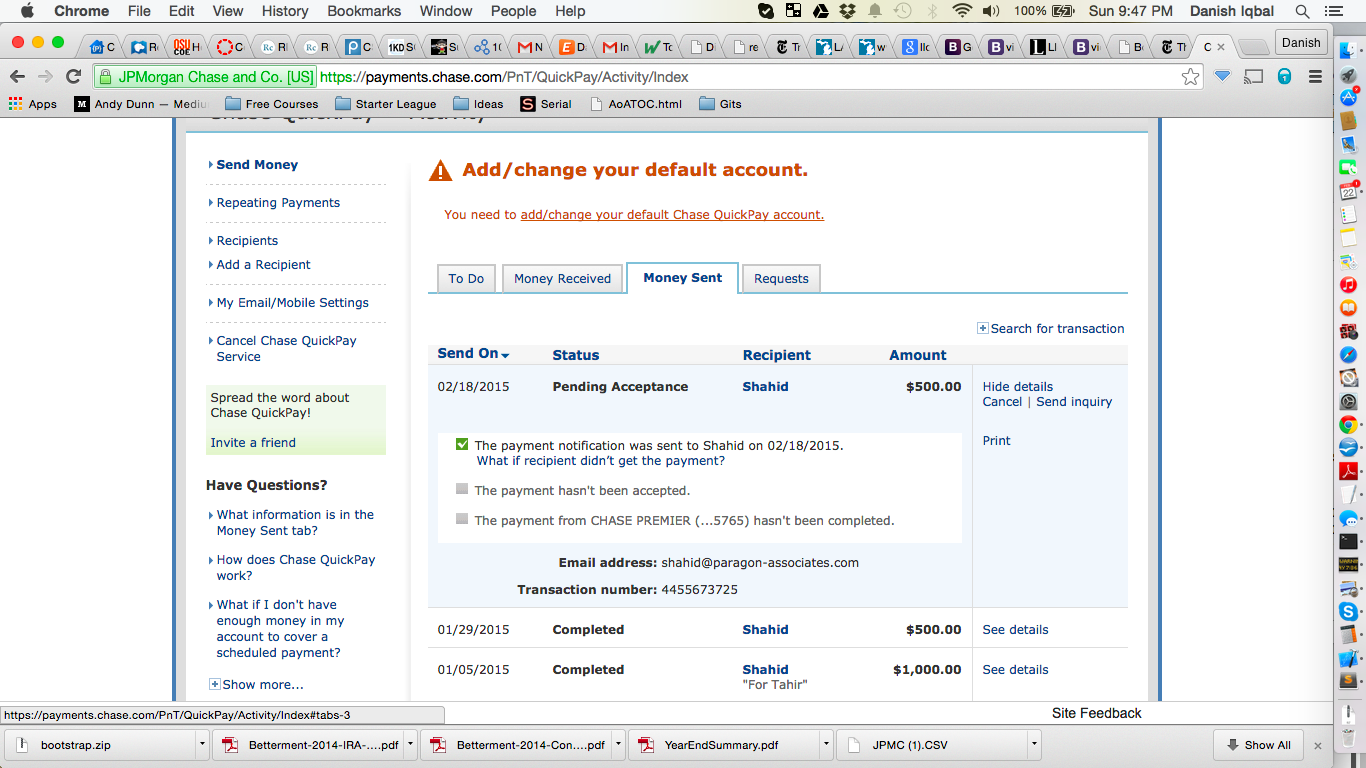 Chrome File Edit View History Bookmarks Window People Help 100% Sun 9:47 PM Danish Iqbal
Danish
JPMorgan Chase and Co. [US] https://payments.chase.com/PnT/QuickPay/Activity/Index
Apps Andy Dunn — Mediu Free Courses Starter League Ideas Serial AoATOC.html Gits
Send Money
Repeating Payments
Recipients
Add a Recipient
My Email/Mobile Settings
Cancel Chase QuickPay
Service
Spread the word about
Chase QuickPay!
Invite a friend
Have Questions?
What information is in the
Money Sent tab?
How does Chase QuickPay
work?
What if I don't have
enough money in my
account to cover a
scheduled payment?
Show more...
Add/change your default account.
You need to add/change your default Chase QuickPay account.
To Do Money Received Money Sent Requests
Search for transaction
Send On Status Recipient Amount
02/18/2015 Pending Acceptance Shahid $500.00 Hide details
Cancel | Send inquiry
Print
The payment notification was sent to Shahid on 02/18/2015.
What if recipient didn’t get the payment?
The payment hasn't been accepted.
The payment from CHASE PREMIER (...5765) hasn't been completed.
Email address: shahid@paragon-associates.com
Transaction number: 4455673725
01/29/2015 Completed Shahid $500.00 See details
01/05/2015 Completed Shahid $1,000.00 See details
"For Tahir"
https://payments.chase.com/PnT/QuickPay/Activity/Index#tabs-3
Site Feedback
bootstrap.zip Betterment-2014-IRA-....pdf Betterment-2014-Con....pdf YearEndSummary.pdf JPMC (1).CSV Show All